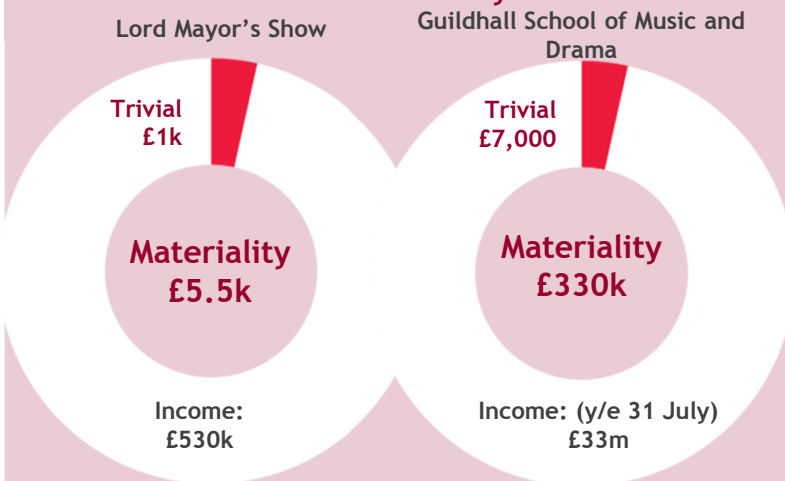 Lord Mayor’s Show
Trivial
£1k
Materiality
£5.5k
Income:
£530k
Guildhall School of Music and
Drama
Trivial
£7,000
Materiality
£330k
Income: (y/e 31 July)
£33m